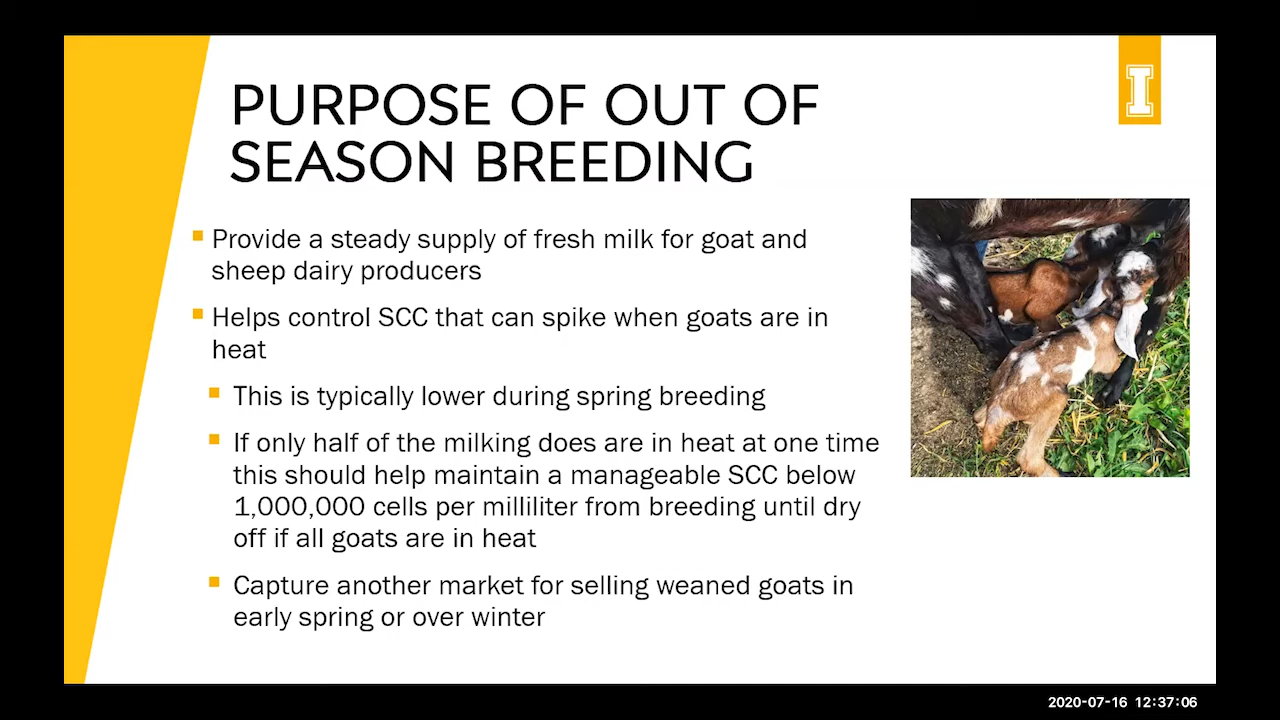 PURPOSE OF OUT OF
SEASON BREEDING
I
Provide a steady supply of fresh milk for goat and
sheep dairy producers
Helps control SCC that can spike when goats are in
heat
This is typically lower during spring breeding
If only half of the milking does are in heat at one time
this should help maintain a manageable SCC below
1,000,000 cells per milliliter from breeding until dry
off if all goats are in heat
Capture another market for selling weaned goats in
early spring or over winter
2020-07-16 12:37:06